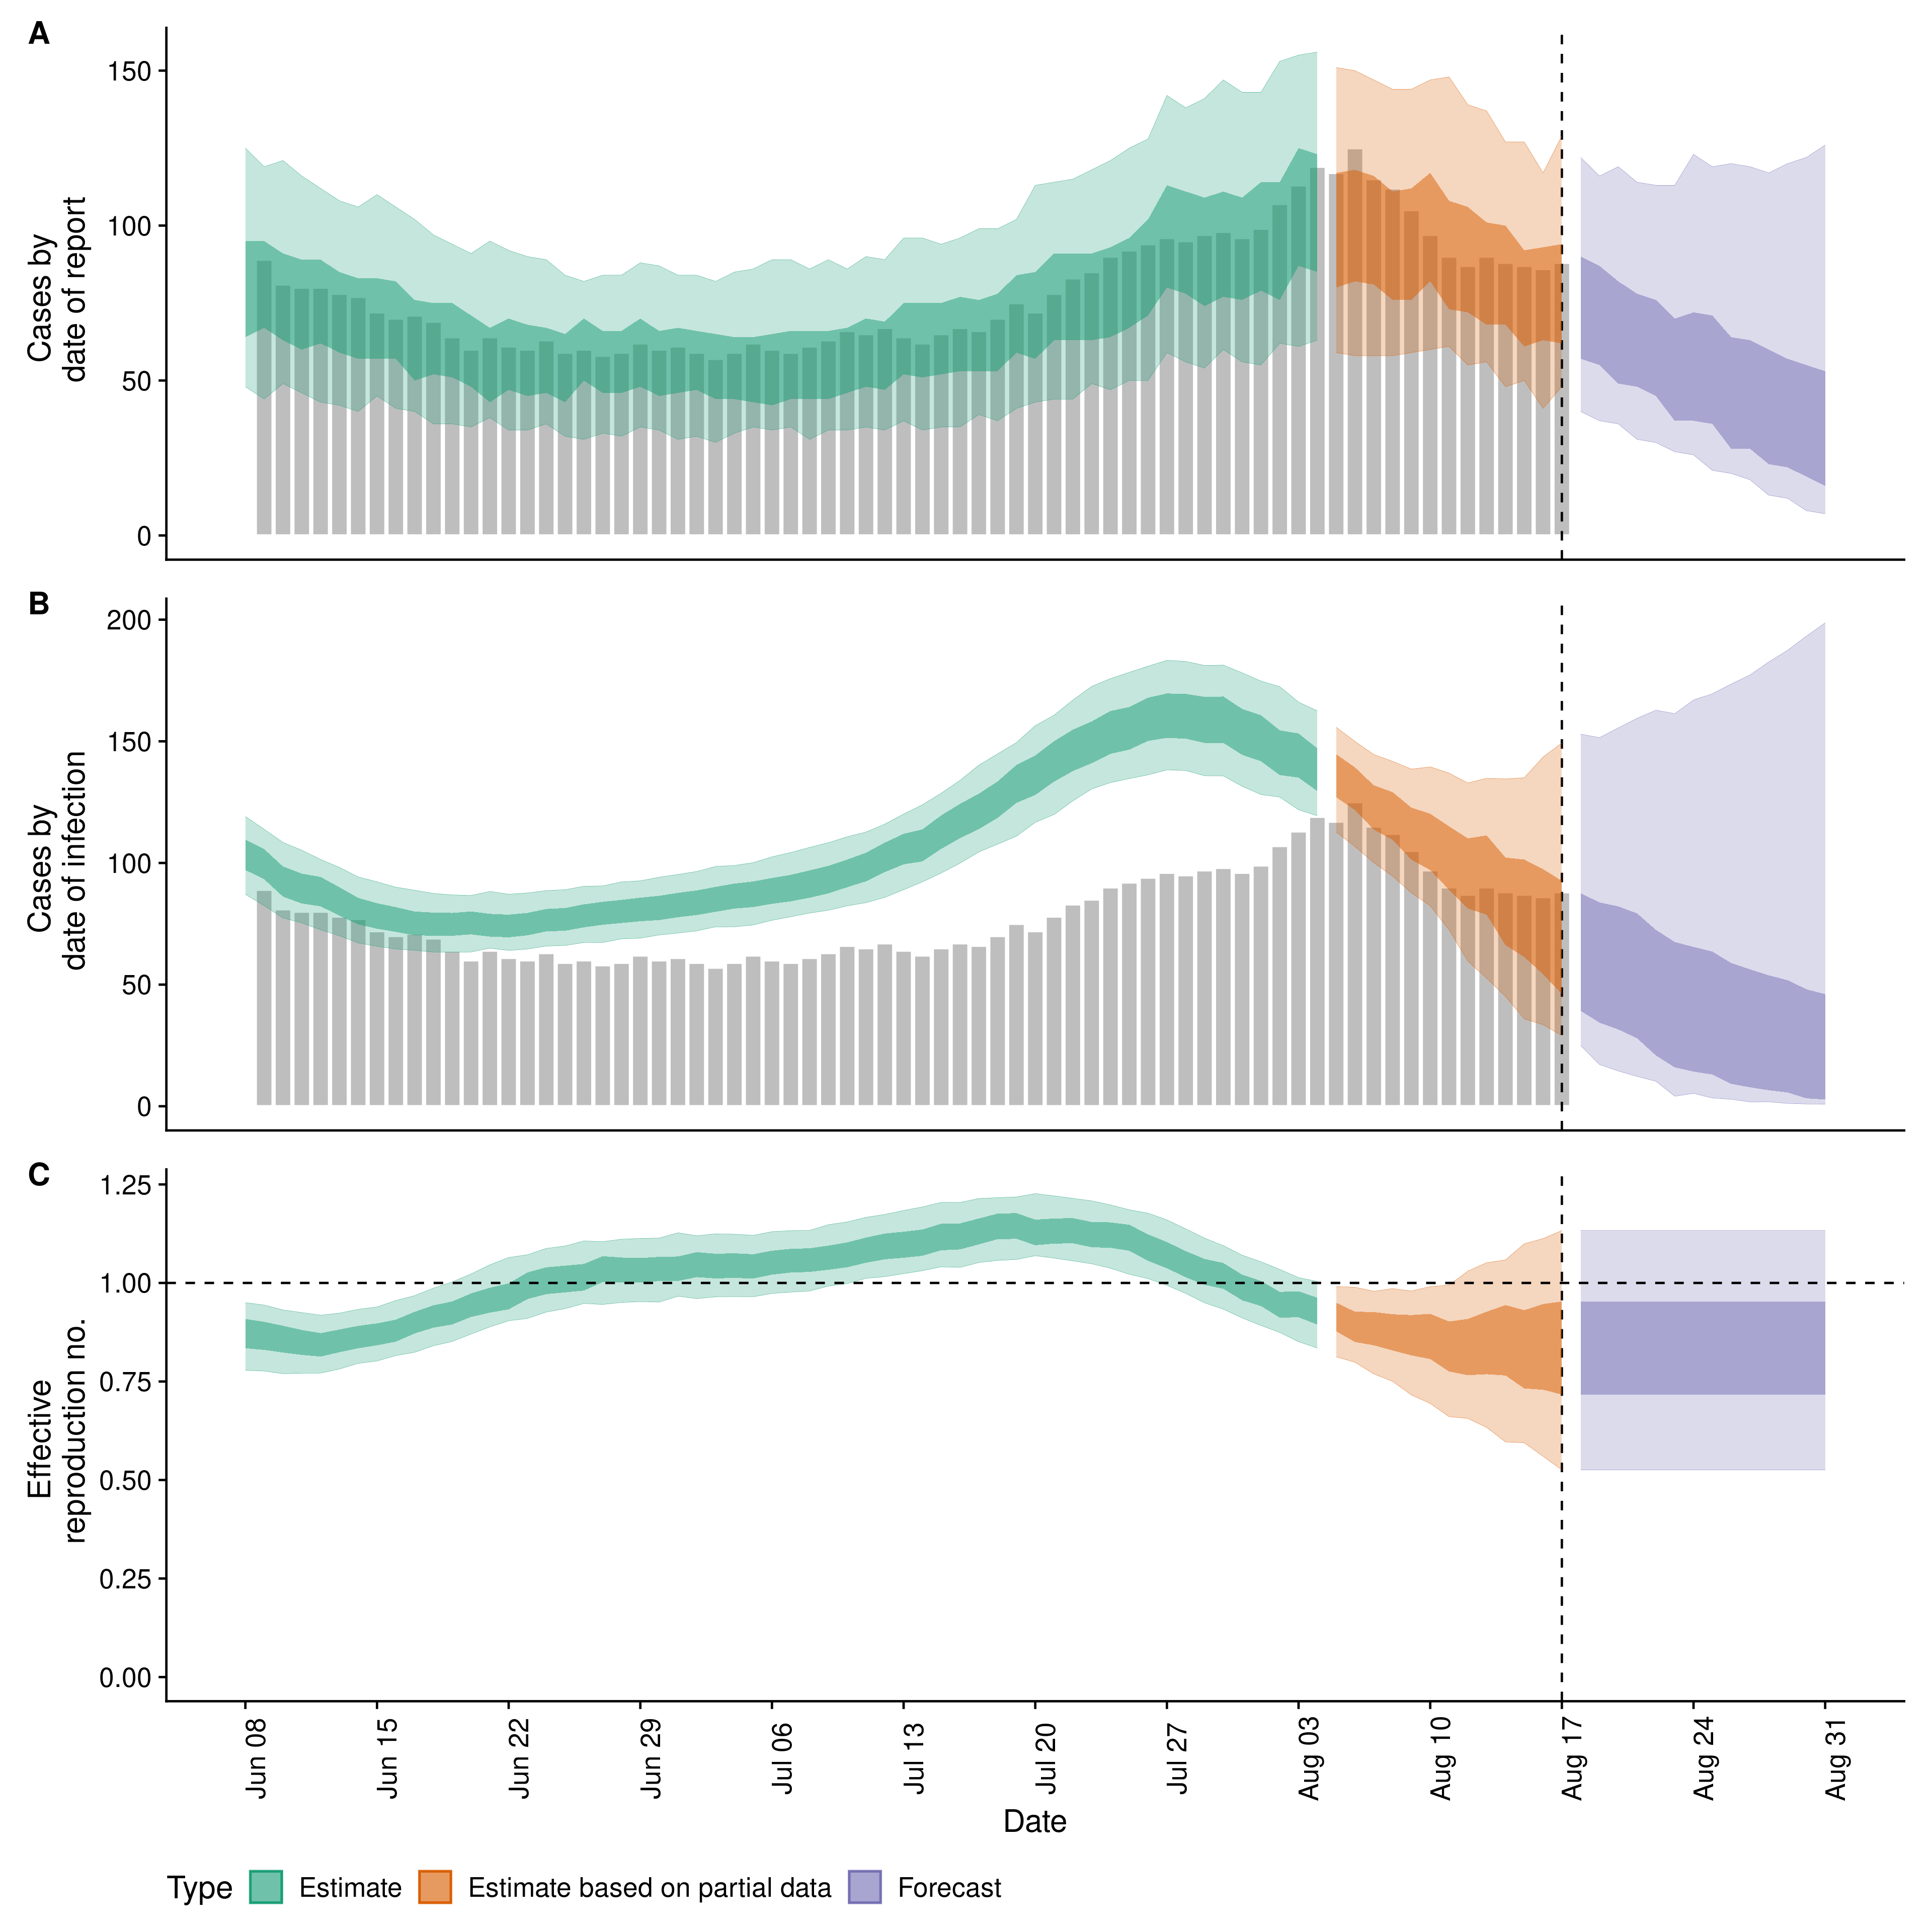 A
150
100
50
0
Cases by
date of report
B
200
150
100
50
0
Cases by
date of infection
C
1.25
1.00
0.75
0.50
0.25
0.00
Effective
reproduction no.
Jun 08
Jun 15
Jun 22
Jun 29
Jul 06
Jul 13
Jul 20
Jul 27
Aug 03
Aug 10
Aug 17
Aug 24
Aug 31
Date
Type Estimate Estimate based on partial data Forecast